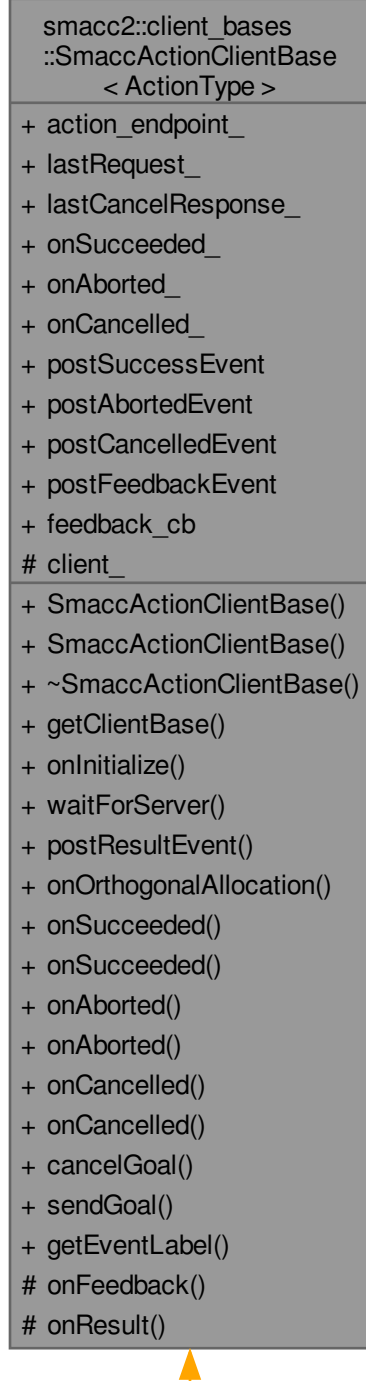 smacc2::client_bases
::SmaccActionClientBase
< ActionType >
+ action_endpoint_
+ lastRequest_
+ lastCancelResponse_
+ onSucceeded_
+ onAborted_
+ onCancelled_
+ postSuccessEvent
+ postAbortedEvent
+ postCancelledEvent
+ postFeedbackEvent
+ feedback_cb
# client_
+ SmaccActionClientBase()
+ SmaccActionClientBase()
+ ~SmaccActionClientBase()
+ getClientBase()
+ onInitialize()
+ waitForServer()
+ postResultEvent()
+ onOrthogonalAllocation()
+ onSucceeded()
+ onSucceeded()
+ onAborted()
+ onAborted()
+ onCancelled()
+ onCancelled()
+ cancelGoal()
+ sendGoal()
+ getEventLabel()
# onFeedback()
# onResult()